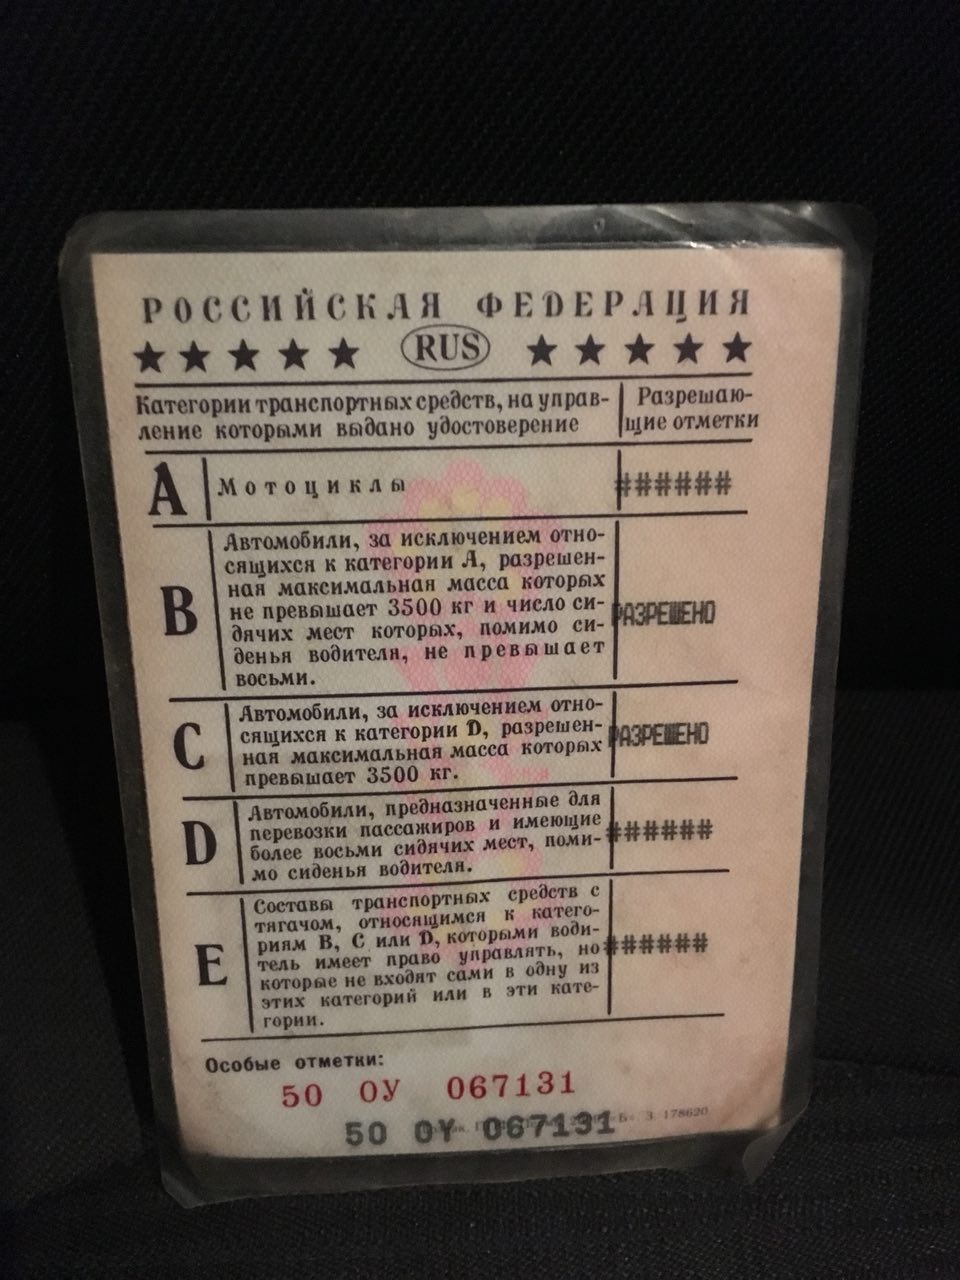 РОССИЙСКАЯ ФЕДЕРАЦИЯ
★★★★★ RUS ★★★★★
Категории транспортных средств, на управ-
ление которыми выдано удостоверение
Разрешаю-
щие отметки
A
Мотоциклы
######
B
Автомобили, за исключением отно-
сящихся к категории А, разрешен-
ная максимальная масса которых
не превышает 3500 кг и число си-
дячих мест которых, помимо си-
денья водителя, не превышает
восьми.
РАЗРЕШЕНО
C
Автомобили, за исключением отно-
сящихся к категории D, разрешен-
ная максимальная масса которых
превышает 3500 кг.
РАЗРЕШЕНО
D
Автомобили, предназначенные для
перевозки пассажиров и имеющие
более восьми сидячих мест, поми-
мо сиденья водителя.
######
E
Составы транспортных средств с
тягачом, относящимся к катего-
риям B, C или D, которыми води-
тель имеет право управлять, но
которые не входят сами в одну из
этих категорий или в эти кате-
гории.
######
Особые отметки:
50 ОУ 067131
З. 178620
50 0Y 067131